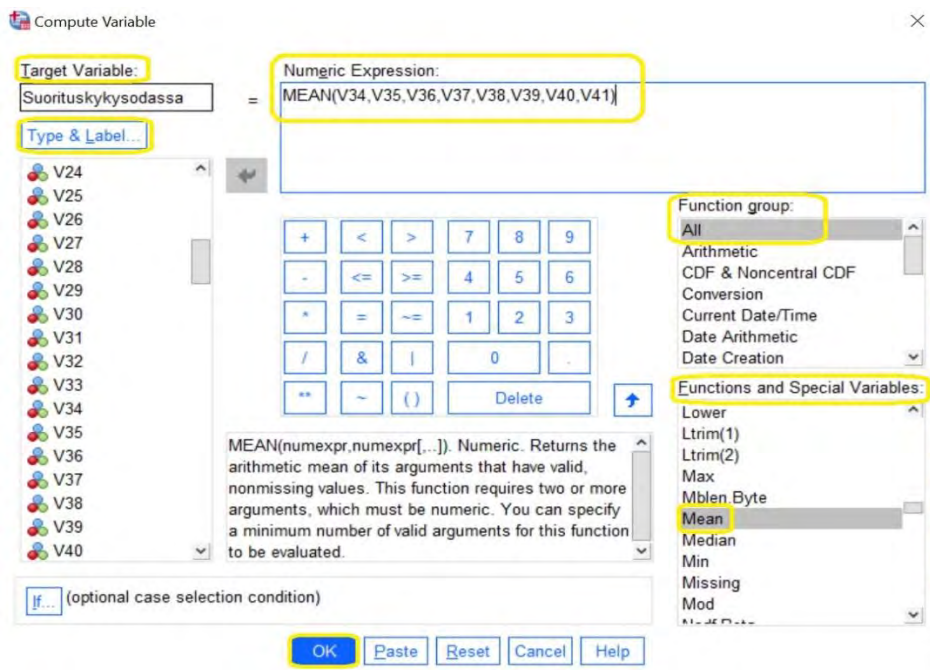 Compute Variable
Target Variable:
Suorituskykysodassa
=
Numeric Expression:
MEAN(V34,V35,V36,V37,V38,V39,V40,V41)
Type & Label...
V24
V25
V26
V27
V28
V29
V30
V31
V32
V33
V34
V35
V36
V37
V38
V39
V40
+ < > 7 8 9
- <= >= 4 5 6
* = ~= 1 2 3
/ & | 0 .
** ~ ( ) Delete
MEAN(numexpr,numexpr[,..]). Numeric. Returns the
arithmetic mean of its arguments that have valid,
nonmissing values. This function requires two or more
arguments, which must be numeric. You can specify
a minimum number of valid arguments for this function
to be evaluated.
Function group:
All
Arithmetic
CDF & Noncentral CDF
Conversion
Current Date/Time
Date Arithmetic
Date Creation
Functions and Special Variables:
Lower
Ltrim(1)
Ltrim(2)
Max
Mblen.Byte
Mean
Median
Min
Missing
Mod
If... (optional case selection condition)
OK Paste Reset Cancel Help